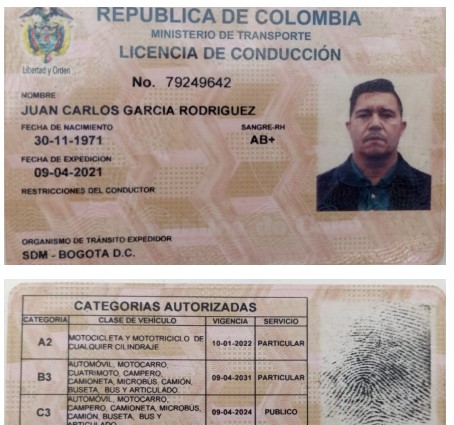 REPUBLICA DE COLOMBIA
MINISTERIO DE TRANSPORTE
LICENCIA DE CONDUCCIÓN
Libertad y Orden
No. 79249642
NOMBRE
JUAN CARLOS GARCIA RODRIGUEZ
FECHA DE NACIMIENTO SANGRE-RH
30-11-1971 AB+
FECHA DE EXPEDICION
09-04-2021
RESTRICCIONES DEL CONDUCTOR
ORGANISMO DE TRÁNSITO EXPEDIDOR
SDM - BOGOTA D.C.
CATEGORIAS AUTORIZADAS
CATEGORIA CLASE DE VEHÍCULO VIGENCIA SERVICIO
MOTOCICLETA Y MOTOTRICICLO DE
A2 CUALQUIER CILINDRAJE 10-01-2022 PARTICULAR
AUTOMÓVIL, MOTOCARRO,
CUATRIMOTO, CAMPERO,
B3 CAMIONETA, MICROBÚS, CAMIÓN, 09-04-2031 PARTICULAR
BUSETA, BUS Y ARTICULADO
AUTOMÓVIL, MOTOCARRO,
CAMPERO, CAMIONETA, MICROBÚS,
C3 CAMIÓN, BUSETA, BUS Y 09-04-2024 PUBLICO
ARTICULADO